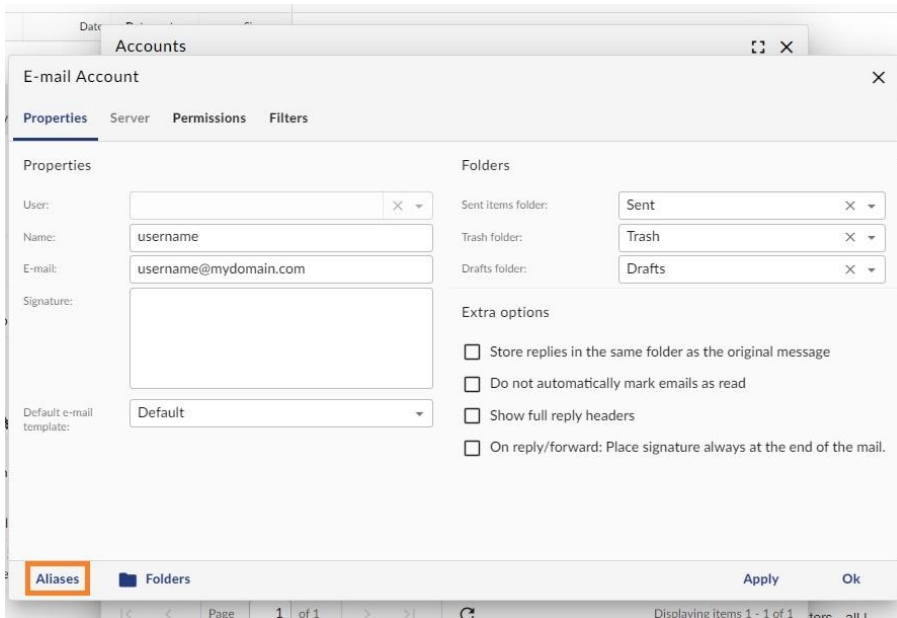 Date
Accounts
E-mail Account
Properties Server Permissions Filters
Properties
User:
Name: username
E-mail: username@mydomain.com
Signature:
Default e-mail template: Default
Folders
Sent items folder: Sent
Trash folder: Trash
Drafts folder: Drafts
Extra options
Store replies in the same folder as the original message
Do not automatically mark emails as read
Show full reply headers
On reply/forward: Place signature always at the end of the mail.
Aliases Folders Apply Ok
Page 1 of 1 Displaying items 1 - 1 of 1